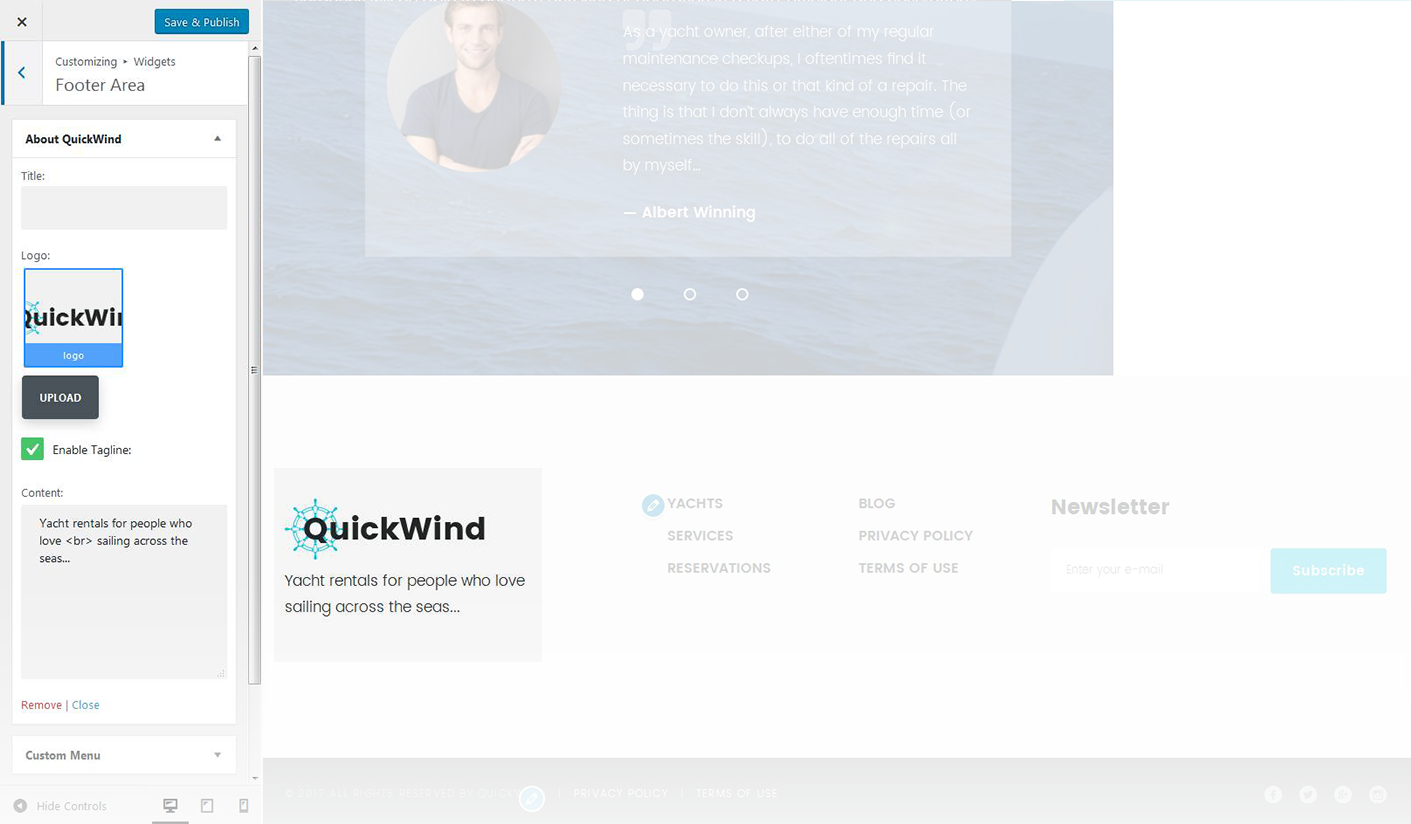 Save & Publish
Customizing ▸ Widgets
Footer Area
About QuickWind
Title:
Logo:
QuickWin
logo
UPLOAD
Enable Tagline:
Content:
Yacht rentals for people who
love <br> sailing across the
seas...
Remove | Close
Custom Menu
Hide Controls
As a yacht owner, after either of my regular
maintenance checkups, I oftentimes find it
necessary to do this or that kind of a repair. The
thing is that I don't always have enough time (or
sometimes the skill), to do all of the repairs all
by myself...
— Albert Winning
QuickWind
Yacht rentals for people who love
sailing across the seas...
YACHTS
SERVICES
RESERVATIONS
BLOG
PRIVACY POLICY
TERMS OF USE
Newsletter
Enter your e-mail
Subscribe
© 2017 ALL RIGHTS RESERVED BY | PRIVACY POLICY | TERMS OF USE